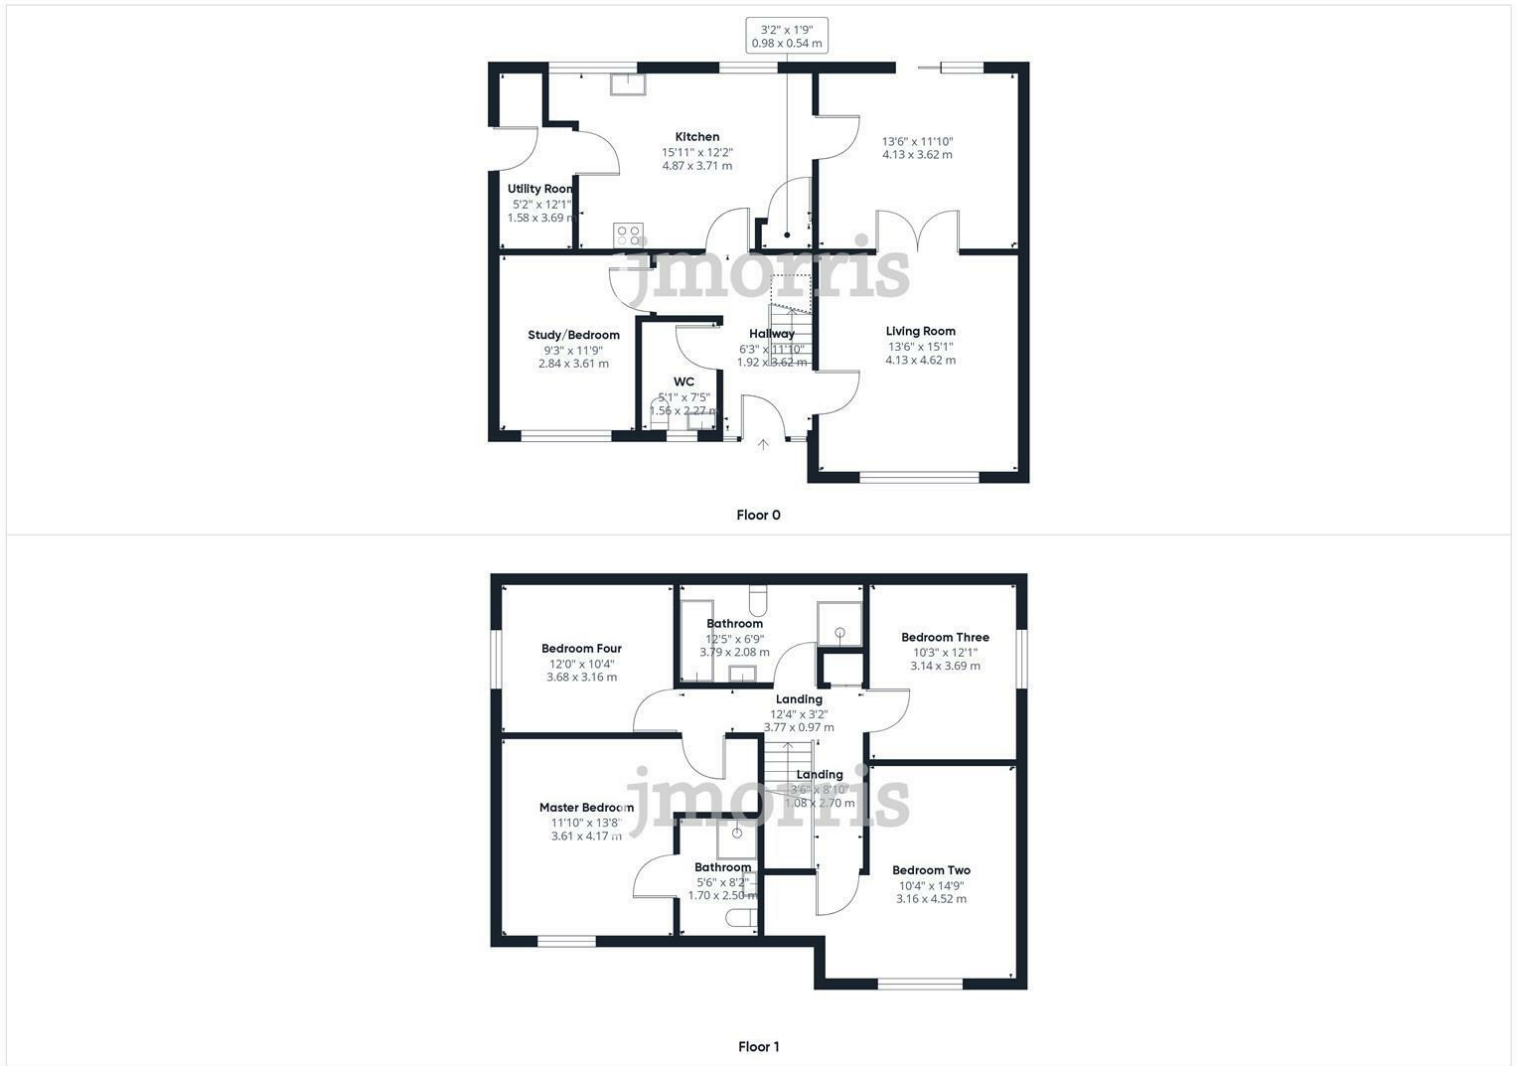 3'2" x 1'9"
0.98 x 0.54 m
Kitchen
15'11" x 12'2"
4.87 x 3.71 m
13'6" x 11'10"
4.13 x 3.62 m
Utility Room
5'2" x 12'1"
1.58 x 3.69 m
jmorris
Study/Bedroom
9'3" x 11'9"
2.84 x 3.61 m
Hallway
6'3" x 11'10"
1.92 x 3.62 m
Living Room
13'6" x 15'1"
4.13 x 4.62 m
WC
5'1" x 7'5"
1.56 x 2.27 m
Floor 0
Bathroom
12'5" x 6'9"
3.79 x 2.08 m
Bedroom Three
10'3" x 12'1"
3.14 x 3.69 m
Bedroom Four
12'0" x 10'4"
3.68 x 3.16 m
Landing
12'4" x 3'2"
3.77 x 0.97 m
Landing
3'6" x 8'10"
1.08 x 2.70 m
jmorris
Master Bedroom
11'10" x 13'8"
3.61 x 4.17 m
Bathroom
5'6" x 8'2"
1.70 x 2.50 m
Bedroom Two
10'4" x 14'9"
3.16 x 4.52 m
Floor 1